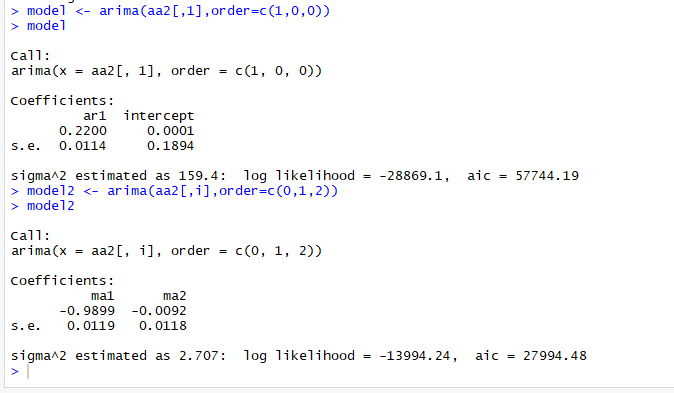 > model <- arima(aa2[,1],order=c(1,0,0))
> model
Call:
arima(x = aa2[, 1], order = c(1, 0, 0))
Coefficients:
ar1 intercept
0.2200 0.0001
s.e. 0.0114 0.1894
sigma^2 estimated as 159.4: log likelihood = -28869.1, aic = 57744.19
> model2 <- arima(aa2[,i],order=c(0,1,2))
> model2
Call:
arima(x = aa2[, i], order = c(0, 1, 2))
Coefficients:
ma1 ma2
-0.9899 -0.0092
s.e. 0.0119 0.0118
sigma^2 estimated as 2.707: log likelihood = -13994.24, aic = 27994.48
>